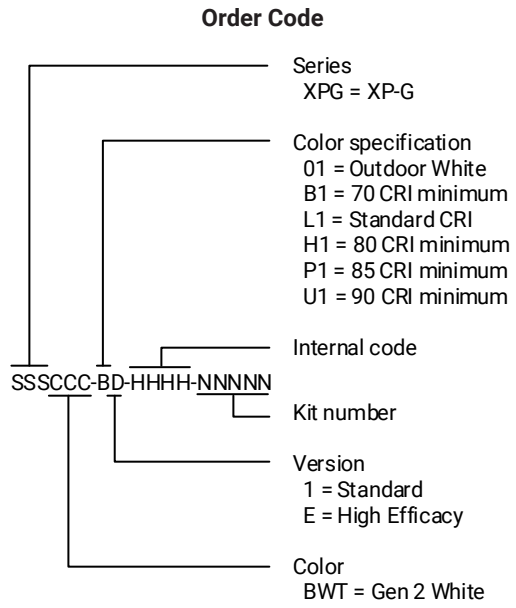 Order Code
Series
XPG = XP-G
Color specification
01 = Outdoor White
B1 = 70 CRI minimum
L1 = Standard CRI
H1 = 80 CRI minimum
P1 = 85 CRI minimum
U1 = 90 CRI minimum
Internal code
SSSCCC-BD-HHHH-NNNNN
Kit number
Version
1 = Standard
E = High Efficacy
Color
BWT = Gen 2 White